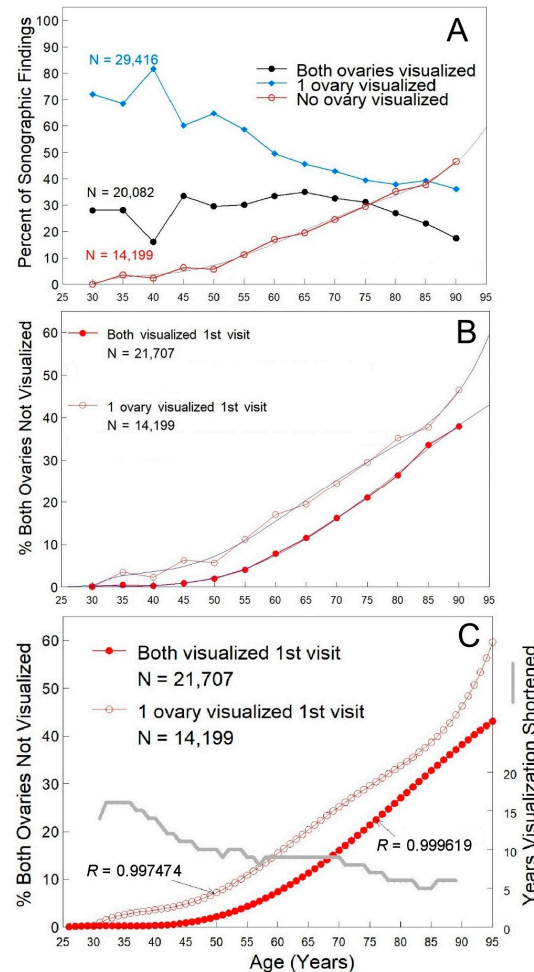 A
100
90
80
70
60
50
40
30
20
10
0
Percent of Sonographic Findings
N = 29,416
N = 20,082
N = 14,199
Both ovaries visualized
1 ovary visualized
No ovary visualized
25 30 35 40 45 50 55 60 65 70 75 80 85 90 95
B
60
50
40
30
20
10
0
% Both Ovaries Not Visualized
Both visualized 1st visit
N = 21,707
1 ovary visualized 1st visit
N = 14,199
25 30 35 40 45 50 55 60 65 70 75 80 85 90 95
C
60
50
40
30
20
10
0
% Both Ovaries Not Visualized
Both visualized 1st visit
N = 21,707
1 ovary visualized 1st visit
N = 14,199
R = 0.997474
R = 0.999619
20
15
10
5
0
Years Visualization Shortened
25 30 35 40 45 50 55 60 65 70 75 80 85 90 95
Age (Years)